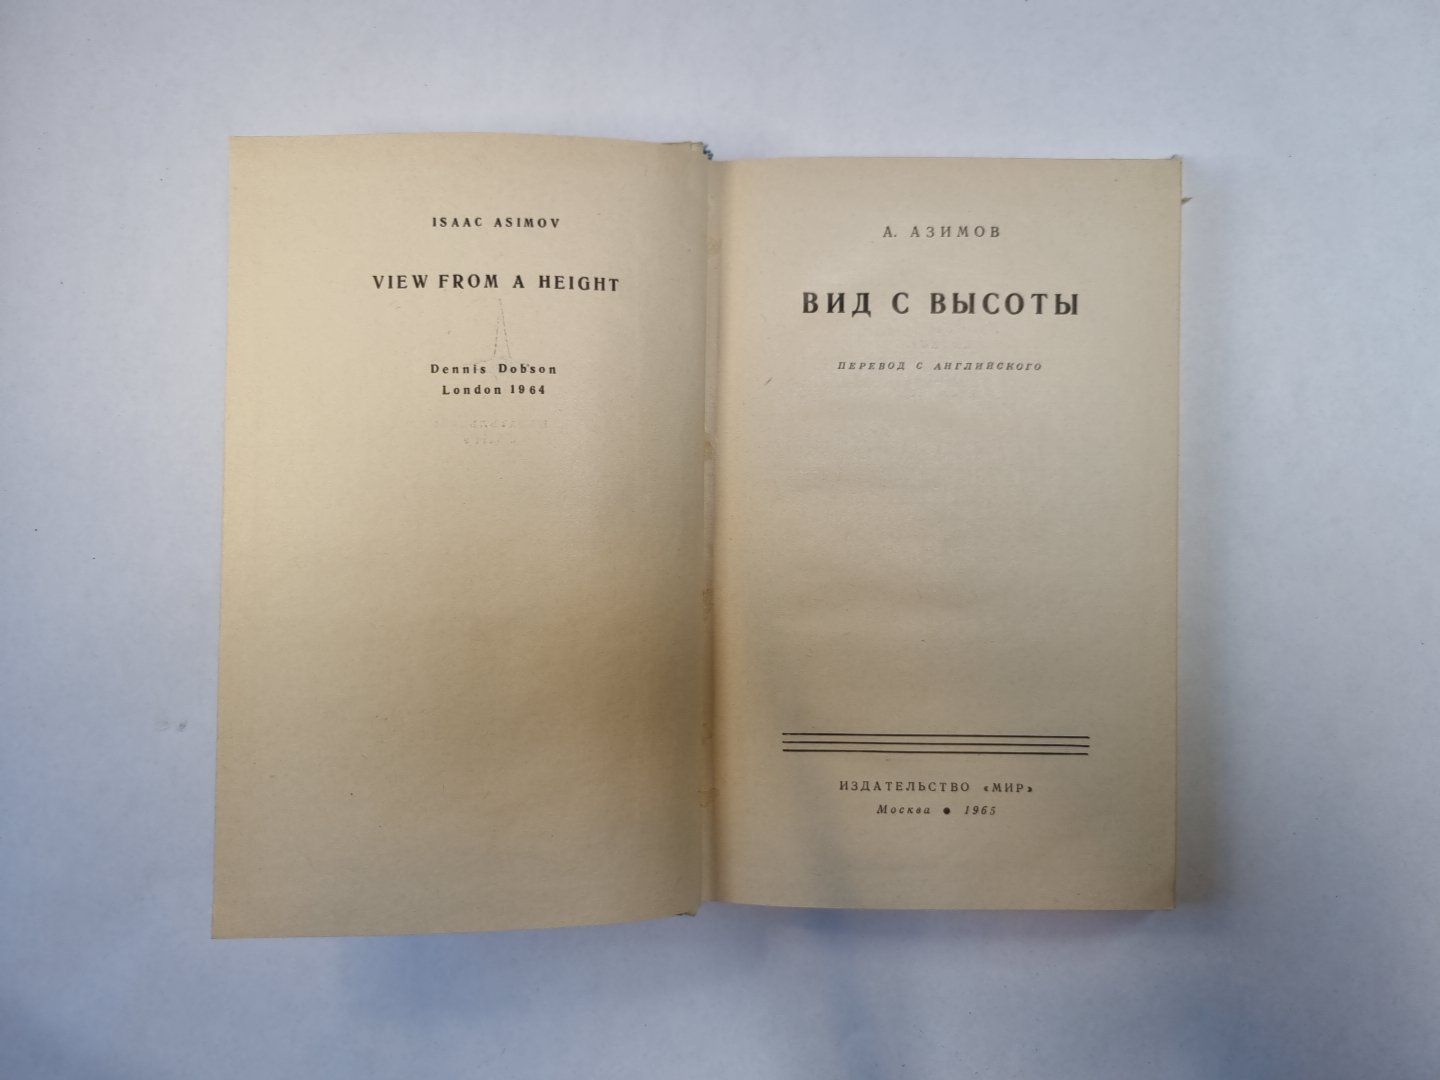 ISAAC ASIMOV
VIEW FROM A HEIGHT
Dennis Dobson
London 1964
А. АЗИМОВ
ВИД С ВЫСОТЫ
ПЕРЕВОД С АНГЛИЙСКОГО
ИЗДАТЕЛЬСТВО «МИР»
Москва ● 1965